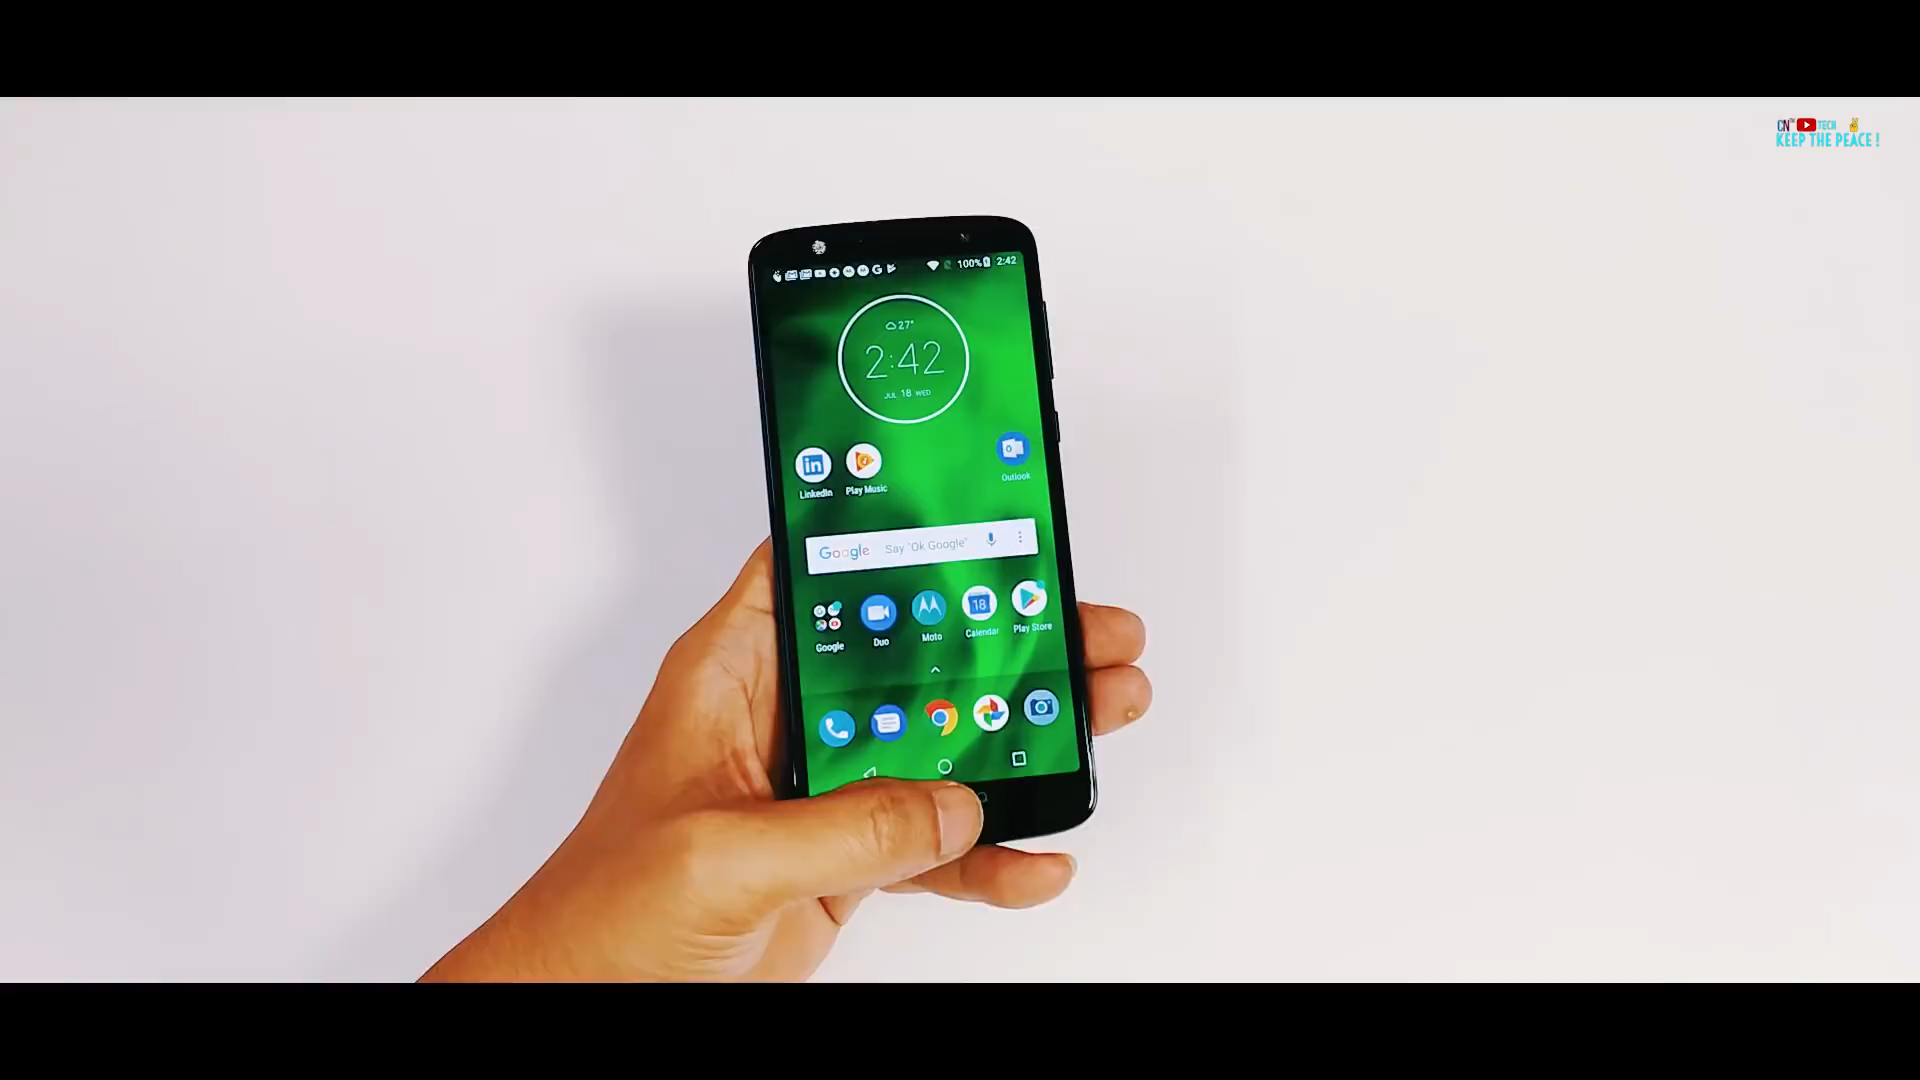 CN TECH
KEEP THE PEACE !
100% 2:42
27°
2:42
JUL 18 WED
LinkedIn Play Music Outlook
Google Say "Ok Google"
18
Google Duo Moto Calendar Play Store